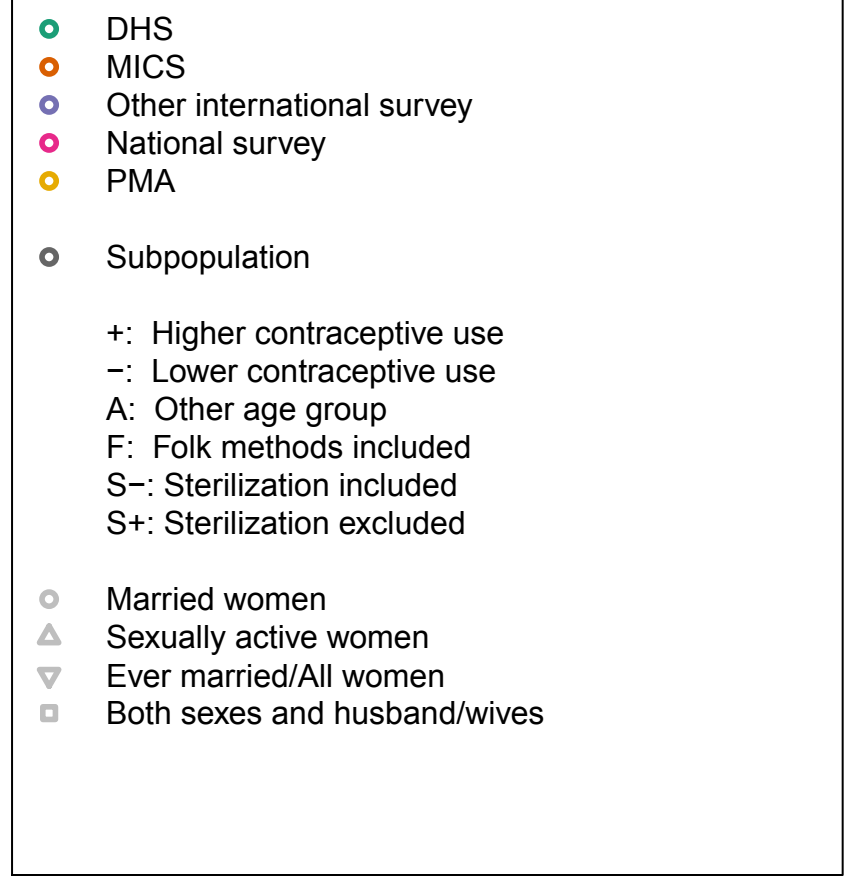 DHS
MICS
Other international survey
National survey
PMA
Subpopulation
+: Higher contraceptive use
−: Lower contraceptive use
A: Other age group
F: Folk methods included
S−: Sterilization included
S+: Sterilization excluded
Married women
Sexually active women
Ever married/All women
Both sexes and husband/wives